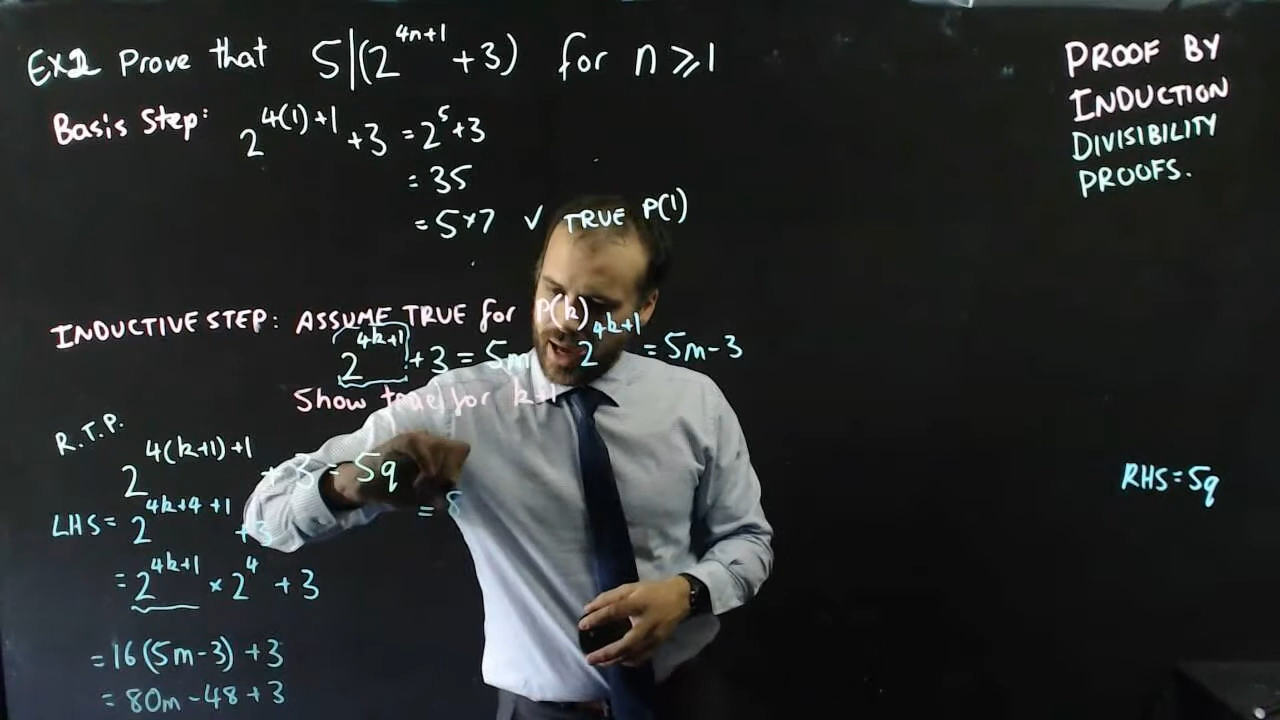 Ex2 Prove that 5|(2^{4n+1} + 3) for n ⩾ 1
Basis Step: 2^{4(1)+1} + 3 = 2^5 + 3
= 35
= 5×7 ✓ TRUE P(1)
INDUCTIVE STEP: ASSUME TRUE for P(k)
2^{4k+1} + 3 = 5m 2^{4k+1} = 5m - 3
Show true for k+1
R.T.P.
2^{4(k+1)+1} + 3 = 5q
LHS = 2^{4k+4+1} + 3
= 2^{4k+1} × 2^4 + 3
= 16(5m-3) + 3
= 80m - 48 + 3
= 8
PROOF BY
INDUCTION
DIVISIBILITY
PROOFS.
RHS = 5q